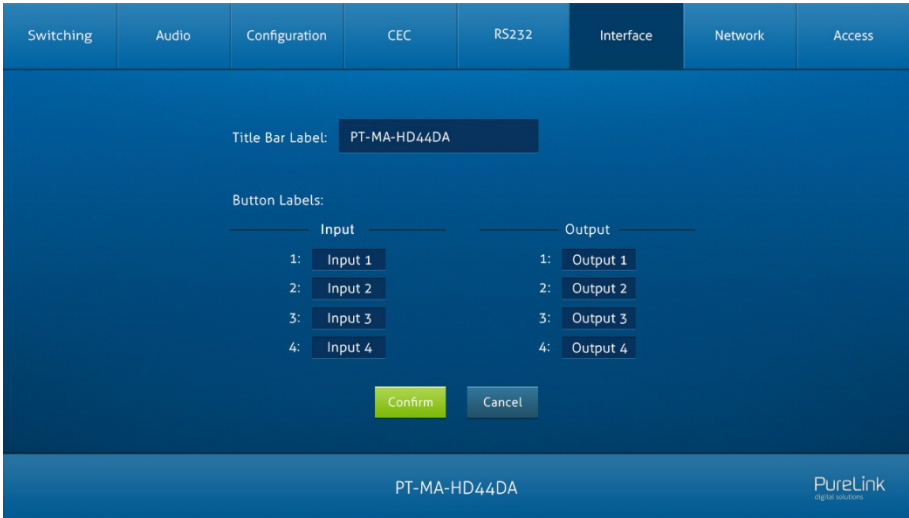 Switching Audio Configuration CEC RS232 Interface Network Access
Title Bar Label: PT-MA-HD44DA
Button Labels:
Input Output
1: Input 1 1: Output 1
2: Input 2 2: Output 2
3: Input 3 3: Output 3
4: Input 4 4: Output 4
Confirm Cancel
PT-MA-HD44DA
PureLink
digital solutions